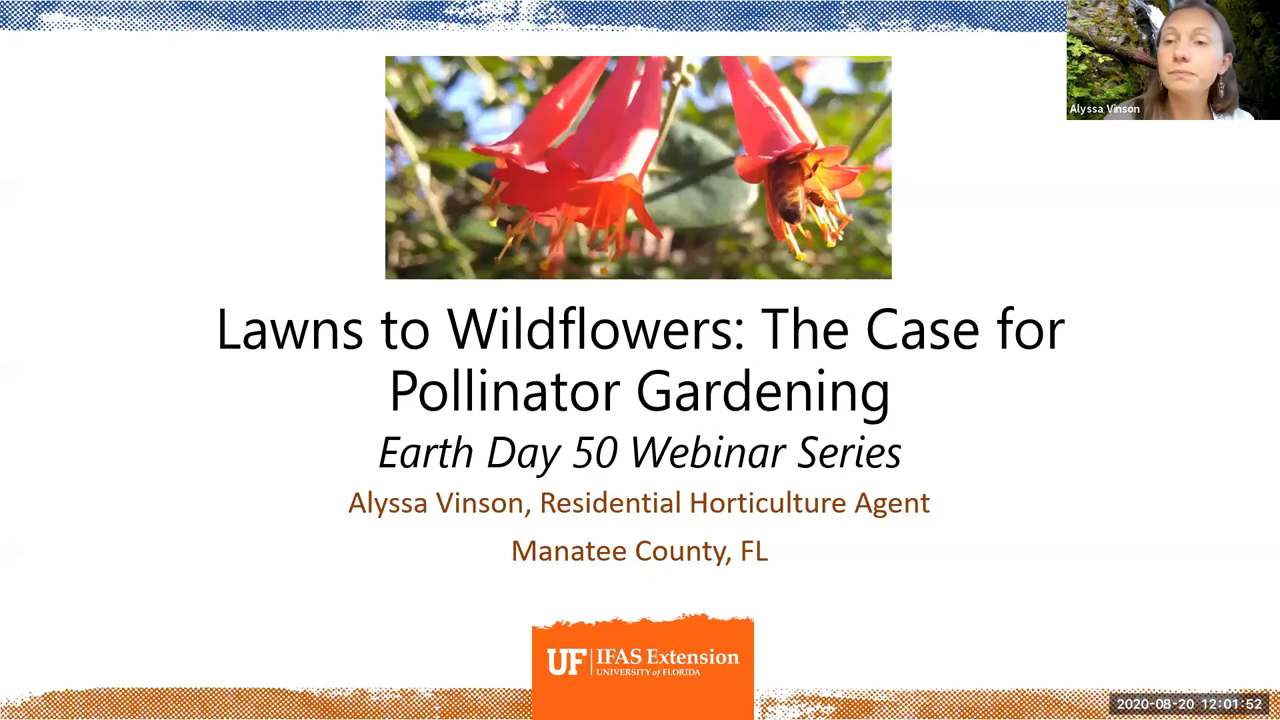 Alyssa Vinson
Lawns to Wildflowers: The Case for
Pollinator Gardening
Earth Day 50 Webinar Series
Alyssa Vinson, Residential Horticulture Agent
Manatee County, FL
UF IFAS Extension
UNIVERSITY of FLORIDA
2020-08-20 12:01:52